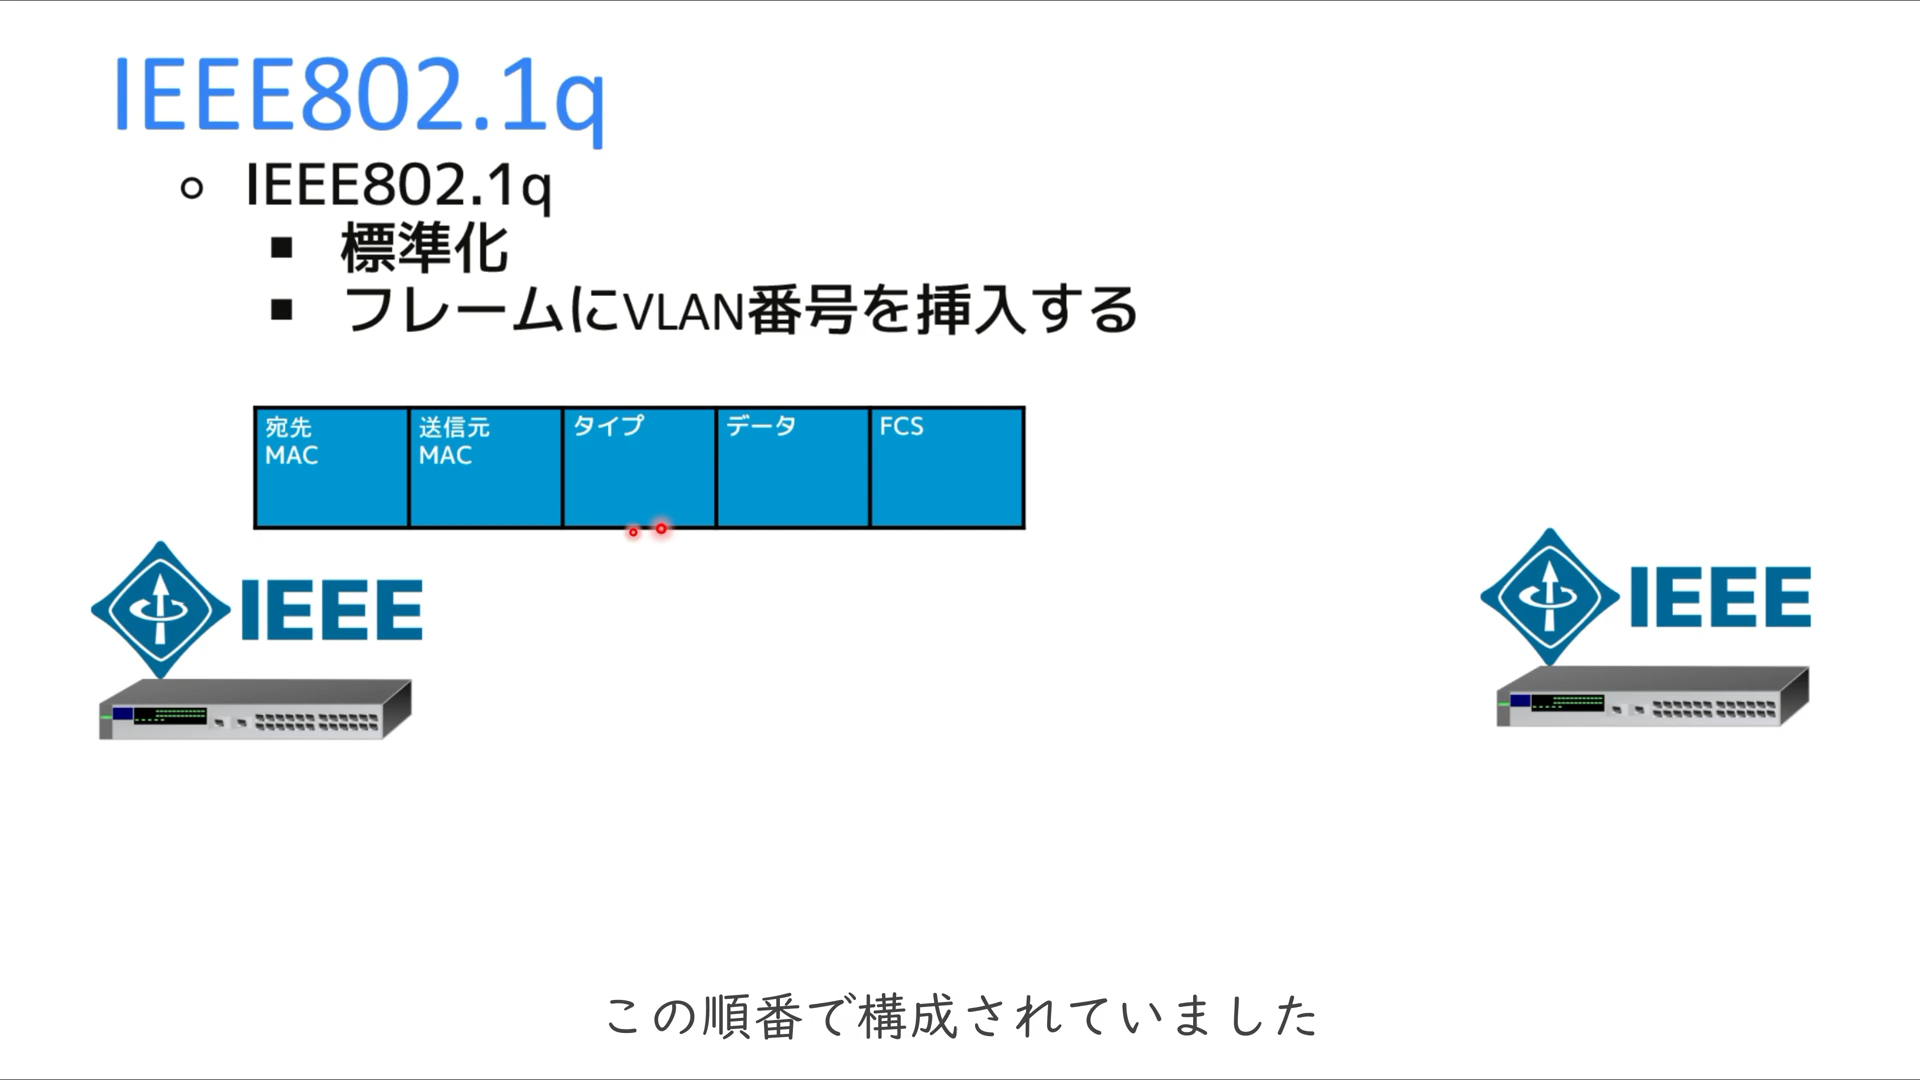 IEEE802.1q
IEEE802.1q
標準化
フレームにVLAN番号を挿入する
宛先
MAC
送信元
MAC
タイプ
データ
FCS
IEEE
IEEE
この順番で構成されていました